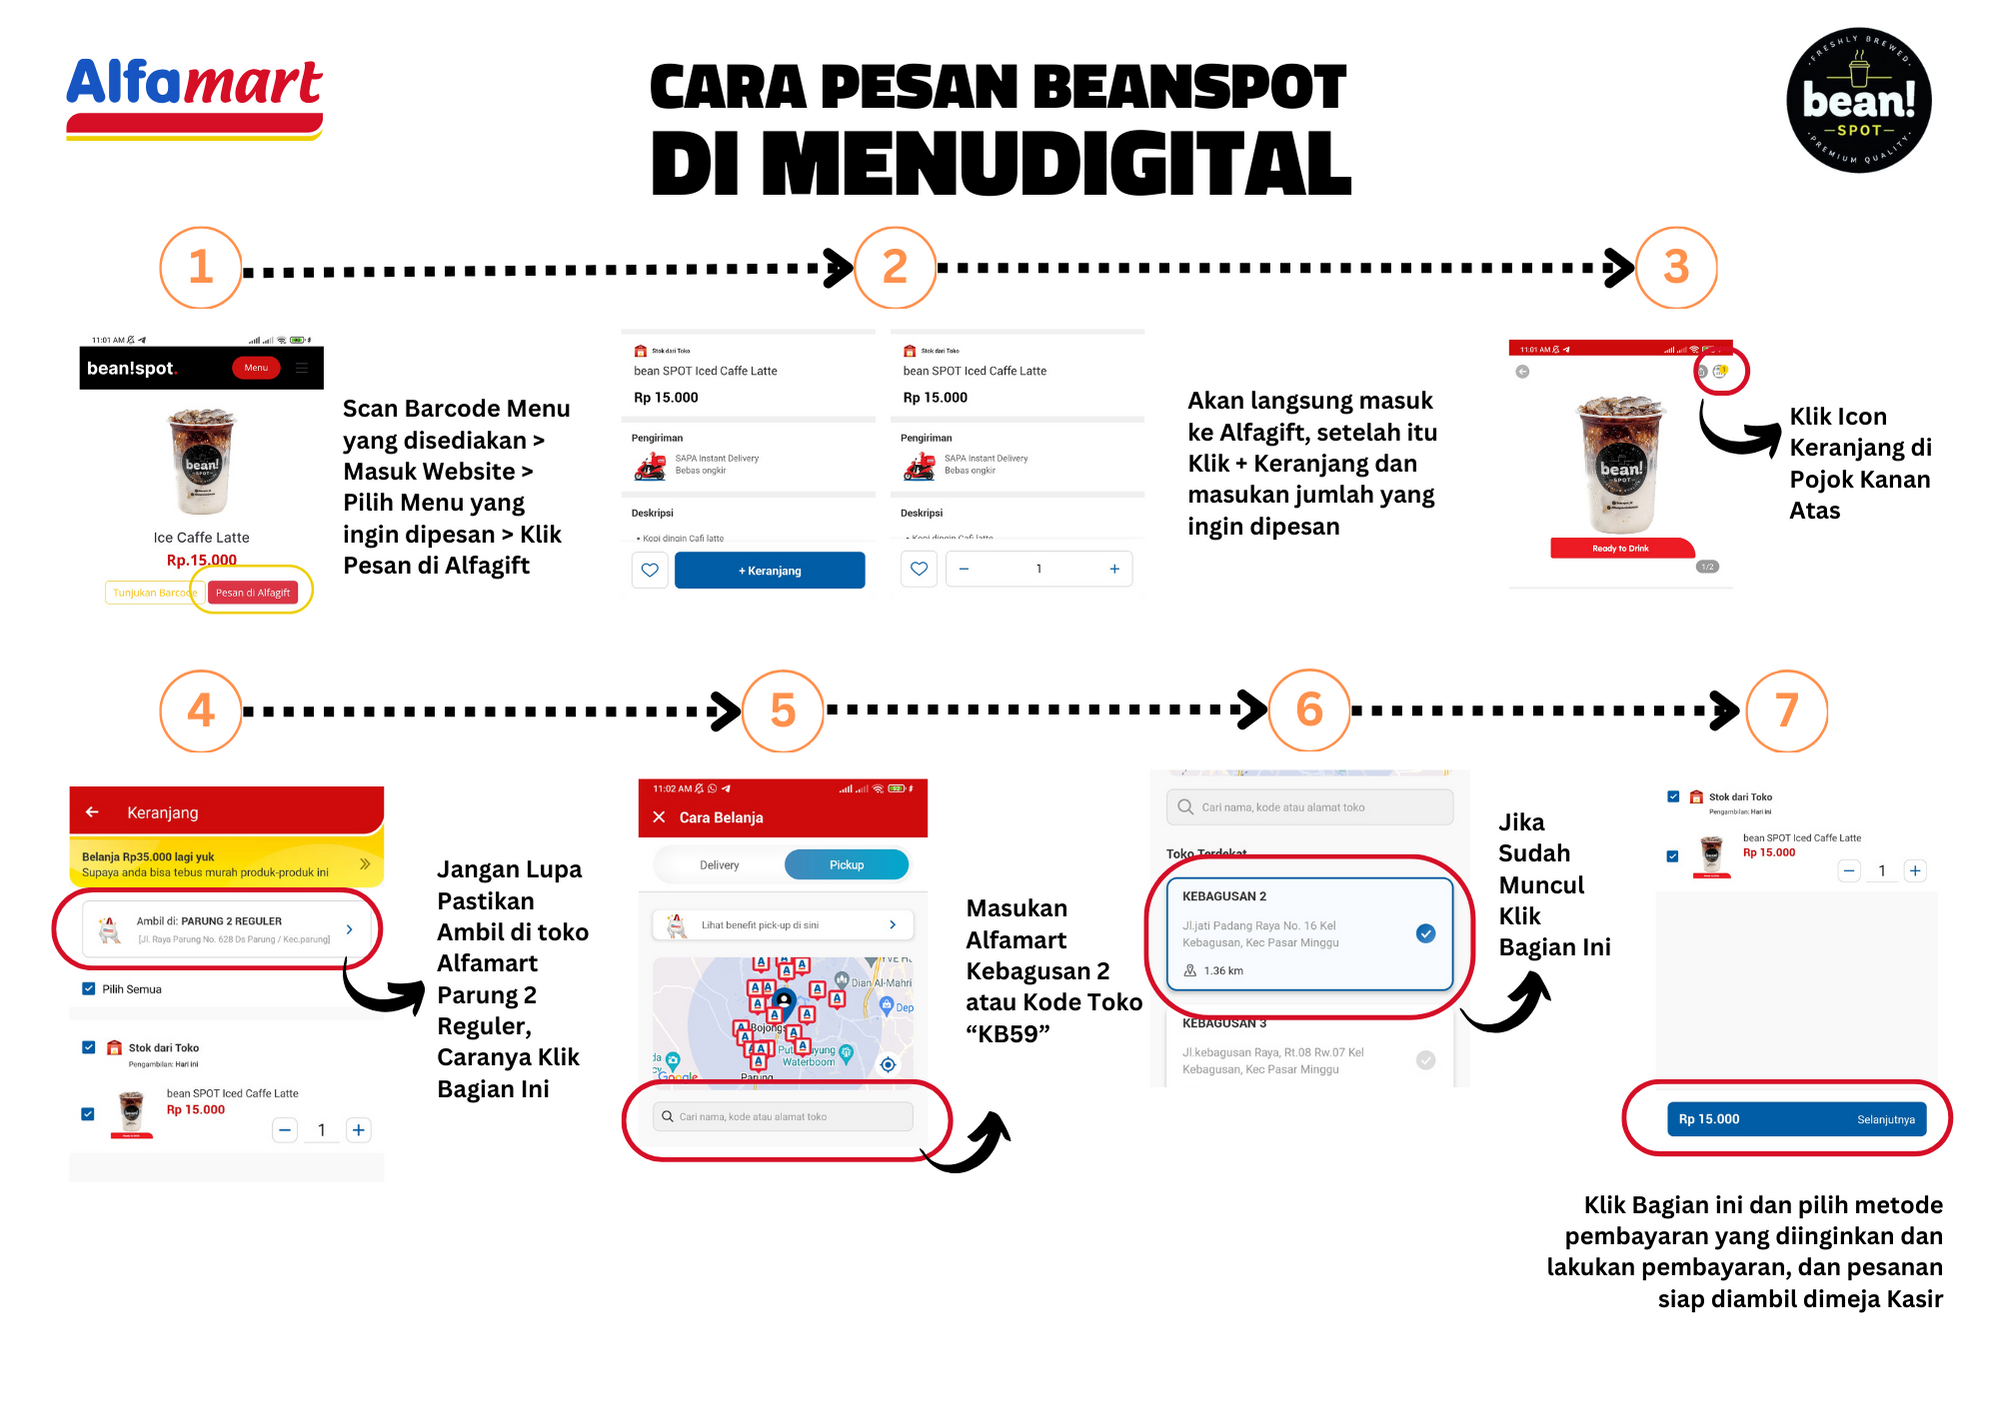 Alfamart
CARA PESAN BEANSPOT
DI MENUDIGITAL
FRESHLY BREWED
bean!
SPOT
PREMIUM QUALITY
1
2
3
11:01 AM
bean!spot.
Menu
bean!
SPOT
Ice Caffe Latte
Rp.15.000
Tunjukan Barcode
Pesan di Alfagift
Scan Barcode Menu
yang disediakan >
Masuk Website >
Pilih Menu yang
ingin dipesan > Klik
Pesan di Alfagift
Stok dari Toko
bean SPOT Iced Caffe Latte
Rp 15.000
Pengiriman
SAPA Instant Delivery
Bebas ongkir
Deskripsi
• Kopi dingin Cafi latte
+ Keranjang
Stok dari Toko
bean SPOT Iced Caffe Latte
Rp 15.000
Pengiriman
SAPA Instant Delivery
Bebas ongkir
Deskripsi
• Kopi dingin Cafi latte
− 1 +
Akan langsung masuk
ke Alfagift, setelah itu
Klik + Keranjang dan
masukan jumlah yang
ingin dipesan
11:01 AM
1
bean!
SPOT
Ready to Drink
1/2
Klik Icon
Keranjang di
Pojok Kanan
Atas
4
5
6
7
Keranjang
Belanja Rp35.000 lagi yuk
Supaya anda bisa tebus murah produk-produk ini
Ambil di: PARUNG 2 REGULER
[Jl. Raya Parung No. 628 Ds Parung / Kec.parung]
Pilih Semua
Stok dari Toko
Pengambilan: Hari ini
bean SPOT Iced Caffe Latte
Rp 15.000
− 1 +
Jangan Lupa
Pastikan
Ambil di toko
Alfamart
Parung 2
Reguler,
Caranya Klik
Bagian Ini
11:02 AM
Cara Belanja
Delivery
Pickup
Lihat benefit pick-up di sini
Dian Al-Mahri
Dep
Bojongs
Waterboom
Parung
Google
Cari nama, kode atau alamat toko
Masukan
Alfamart
Kebagusan 2
atau Kode Toko
“KB59”
Cari nama, kode atau alamat toko
Toko Terdekat
KEBAGUSAN 2
Jl.jati Padang Raya No. 16 Kel
Kebagusan, Kec Pasar Minggu
1.36 km
KEBAGUSAN 3
Jl.kebagusan Raya, Rt.08 Rw.07 Kel
Kebagusan, Kec Pasar Minggu
Jika
Sudah
Muncul
Klik
Bagian Ini
Stok dari Toko
Pengambilan: Hari ini
bean SPOT Iced Caffe Latte
Rp 15.000
− 1 +
Rp 15.000
Selanjutnya
Klik Bagian ini dan pilih metode
pembayaran yang diinginkan dan
lakukan pembayaran, dan pesanan
siap diambil dimeja Kasir